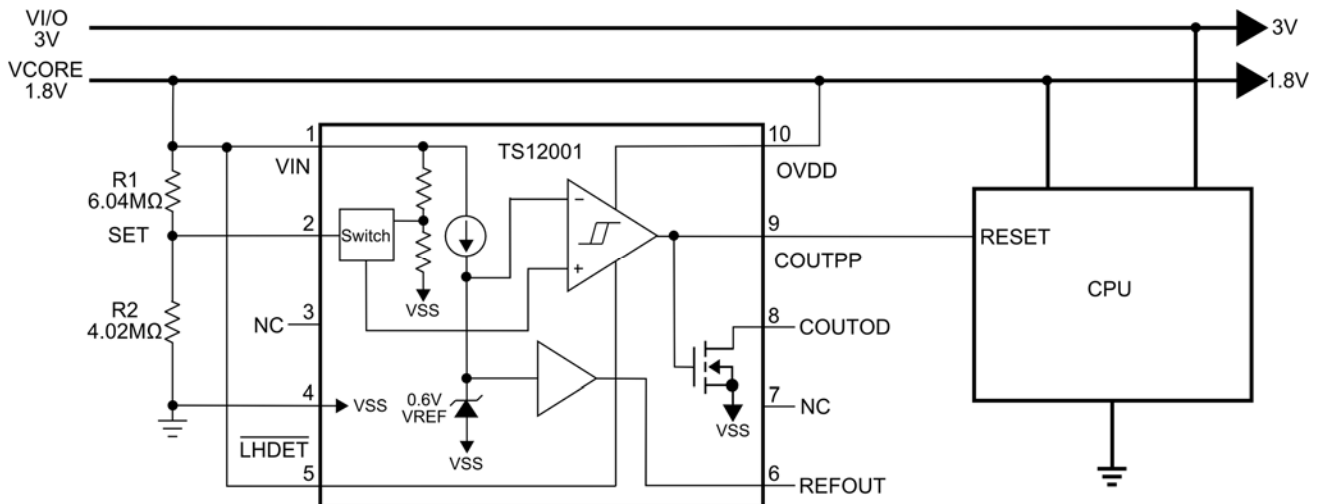 VI/O
3V
3V
VCORE
1.8V
1.8V
1
TS12001
10
VIN
OVDD
R1
6.04MΩ
2
9
SET
Switch
−
+
COUTPP
RESET
VSS
CPU
R2
4.02MΩ
3
NC
8
COUTOD
4
VSS
0.6V
VREF
7
NC
VSS
VSS
LHDET
5
6
REFOUT